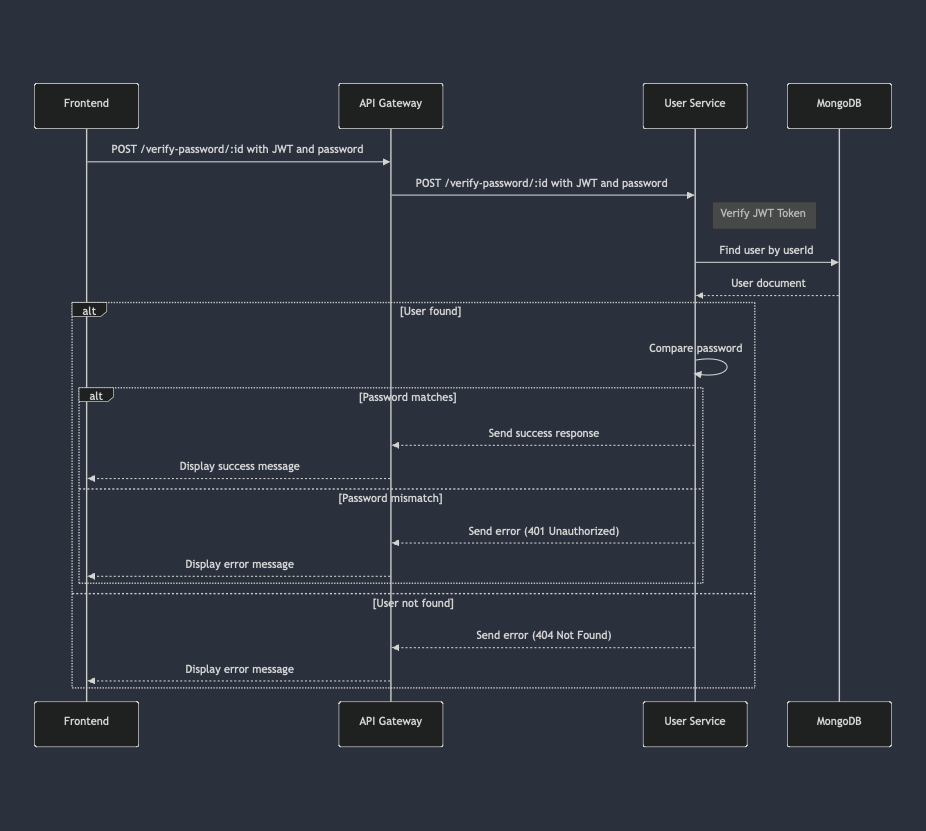 Frontend
API Gateway
User Service
MongoDB
POST /verify-password/:id with JWT and password
POST /verify-password/:id with JWT and password
Verify JWT Token
Find user by userId
User document
alt
[User found]
Compare password
alt
[Password matches]
Send success response
Display success message
[Password mismatch]
Send error (401 Unauthorized)
Display error message
[User not found]
Send error (404 Not Found)
Display error message
Frontend
API Gateway
User Service
MongoDB